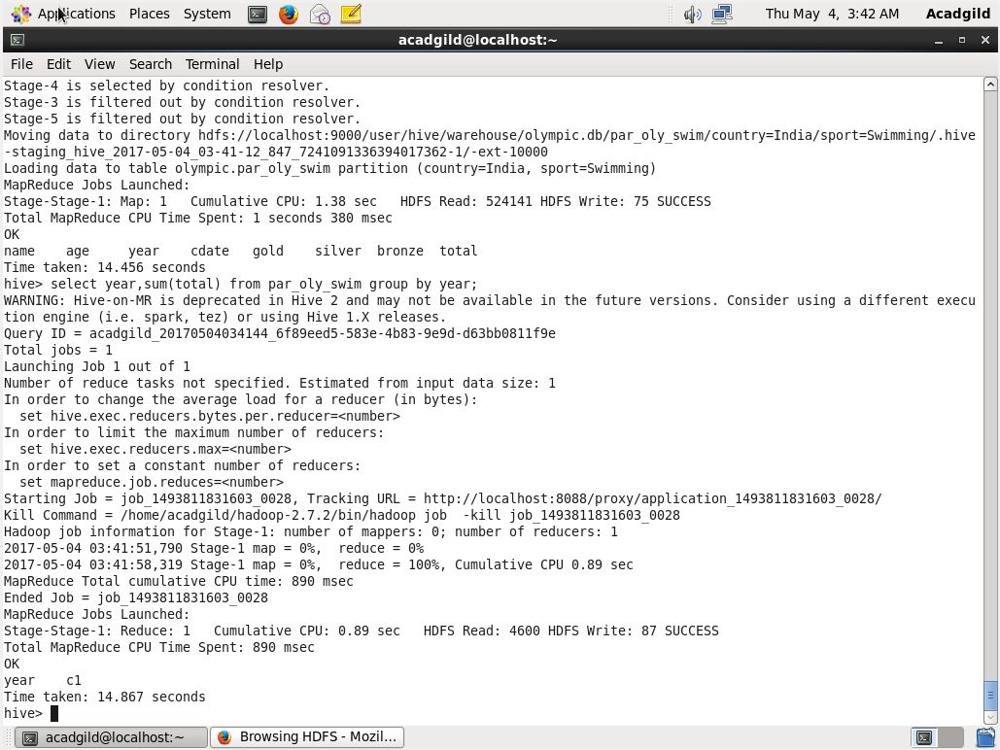 Applications Places System Thu May 4, 3:42 AM Acadgild
acadgild@localhost:~
File Edit View Search Terminal Help
Stage-4 is selected by condition resolver.
Stage-3 is filtered out by condition resolver.
Stage-5 is filtered out by condition resolver.
Moving data to directory hdfs://localhost:9000/user/hive/warehouse/olympic.db/par_oly_swim/country=India/sport=Swimming/.hive
-staging_hive_2017-05-04_03-41-12_847_7241091336394017362-1/-ext-10000
Loading data to table olympic.par_oly_swim partition (country=India, sport=Swimming)
MapReduce Jobs Launched:
Stage-Stage-1: Map: 1   Cumulative CPU: 1.38 sec   HDFS Read: 524141 HDFS Write: 75 SUCCESS
Total MapReduce CPU Time Spent: 1 seconds 380 msec
OK
name    age     year    cdate   gold    silver  bronze  total
Time taken: 14.456 seconds
hive> select year,sum(total) from par_oly_swim group by year;
WARNING: Hive-on-MR is deprecated in Hive 2 and may not be available in the future versions. Consider using a different execu
tion engine (i.e. spark, tez) or using Hive 1.X releases.
Query ID = acadgild_20170504034144_6f89eed5-583e-4b83-9e9d-d63bb0811f9e
Total jobs = 1
Launching Job 1 out of 1
Number of reduce tasks not specified. Estimated from input data size: 1
In order to change the average load for a reducer (in bytes):
  set hive.exec.reducers.bytes.per.reducer=<number>
In order to limit the maximum number of reducers:
  set hive.exec.reducers.max=<number>
In order to set a constant number of reducers:
  set mapreduce.job.reduces=<number>
Starting Job = job_1493811831603_0028, Tracking URL = http://localhost:8088/proxy/application_1493811831603_0028/
Kill Command = /home/acadgild/hadoop-2.7.2/bin/hadoop job  -kill job_1493811831603_0028
Hadoop job information for Stage-1: number of mappers: 0; number of reducers: 1
2017-05-04 03:41:51,790 Stage-1 map = 0%,  reduce = 0%
2017-05-04 03:41:58,319 Stage-1 map = 0%,  reduce = 100%, Cumulative CPU 0.89 sec
MapReduce Total cumulative CPU time: 890 msec
Ended Job = job_1493811831603_0028
MapReduce Jobs Launched:
Stage-Stage-1: Reduce: 1   Cumulative CPU: 0.89 sec   HDFS Read: 4600 HDFS Write: 87 SUCCESS
Total MapReduce CPU Time Spent: 890 msec
OK
year    c1
Time taken: 14.867 seconds
hive>
acadgild@localhost:~ Browsing HDFS - Mozil...